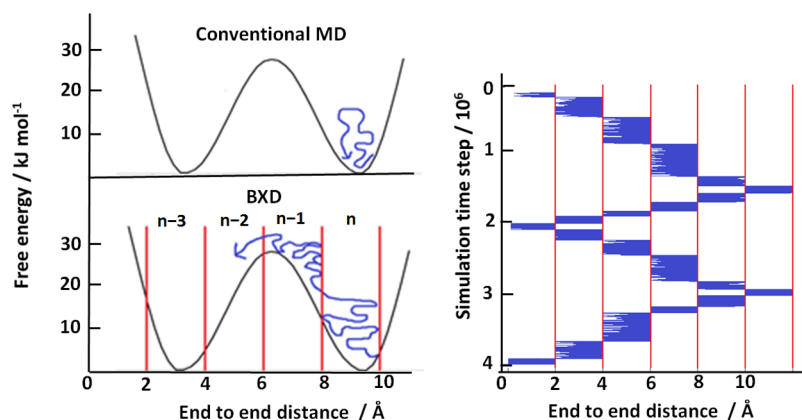 Conventional MD
30
20
10
BXD
n−3 n−2 n−1 n
30
20
10
0 2 4 6 8 10
Free energy / kJ mol⁻¹
End to end distance / Å
0
1
2
3
4
0 2 4 6 8 10
Simulation time step / 10⁶
End to end distance / Å